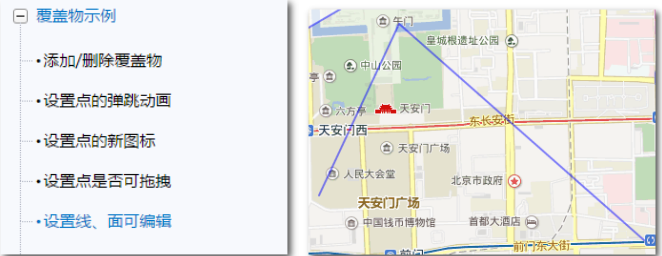 覆盖物示例
•添加/删除覆盖物
•设置点的弹跳动画
•设置点的新图标
•设置点是否可拖拽
•设置线、面可编辑
午门
皇城根遗址公园
中山公园
亭
六方亭
天安门
天安门西
东长安街
天安门广场
人民大会堂
北京市政府
天安门广场
中国钱币博物馆
首都大酒店
前门
前门东大街